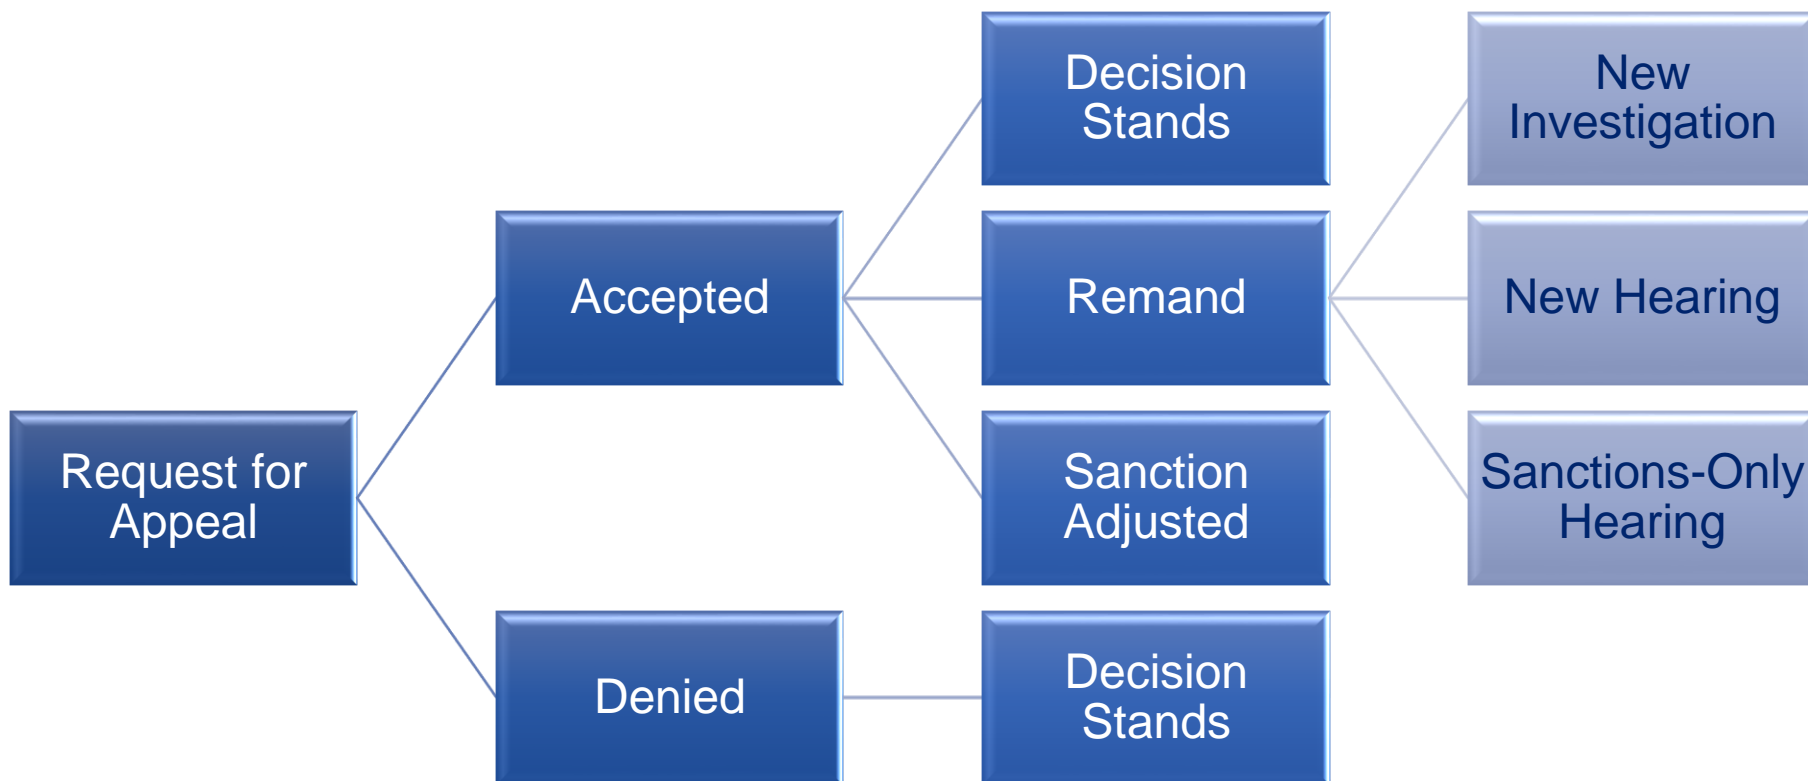 Request for
Appeal
Accepted
Denied
Decision
Stands
Remand
Sanction
Adjusted
Decision
Stands
New
Investigation
New Hearing
Sanctions-Only
Hearing